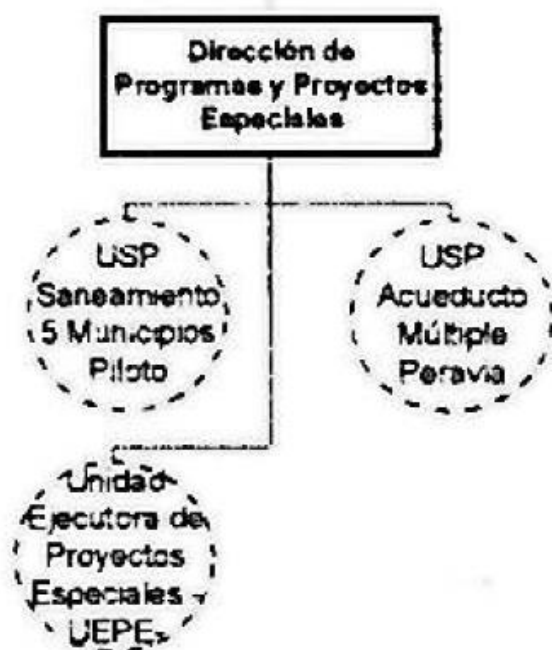 Dirección de
Programas y Proyectos
Especiales
USP
Saneamiento
5 Municipios
Piloto
USP
Acueducto
Múltiple
Peravia
Unidad
Ejecutora de
Proyectos
Especiales -
UEPE